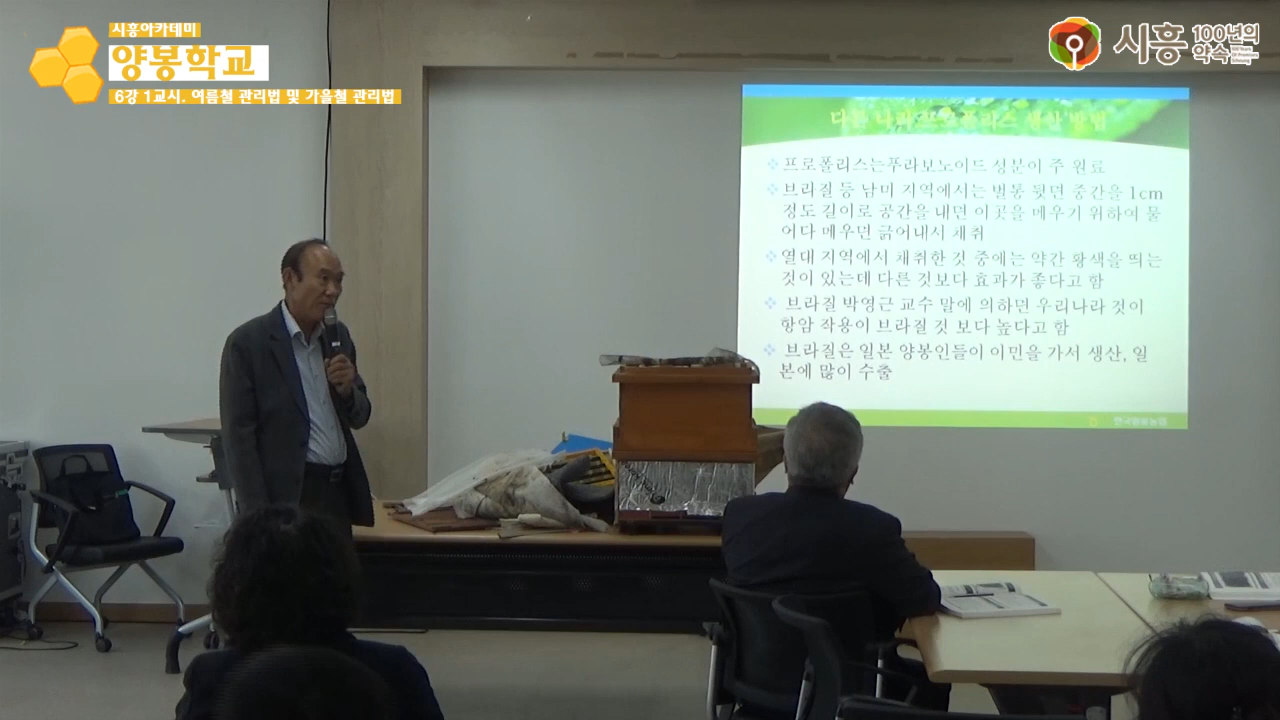 시흥아카데미
양봉학교
6강 1교시. 여름철 관리법 및 가을철 관리법
시흥 100년의 약속
다른 나라 프로폴리스 생산 방법
프로폴리스는푸라보노이드 성분이 주 원료
브라질 등 남미 지역에서는 벌통 뒷면 중간을 1cm
정도 길이로 공간을 내면 이곳을 메우기 위하여 물
어다 메우면 긁어내서 채취
열대 지역에서 채취한 것 중에는 약간 황색을 띄는
것이 있는데 다른 것보다 효과가 좋다고 함
브라질 박영근 교수 말에 의하면 우리나라 것이
항암 작용이 브라질 것 보다 높다고 함
브라질은 일본 양봉인들이 이민을 가서 생산, 일
본에 많이 수출
한국양봉농협